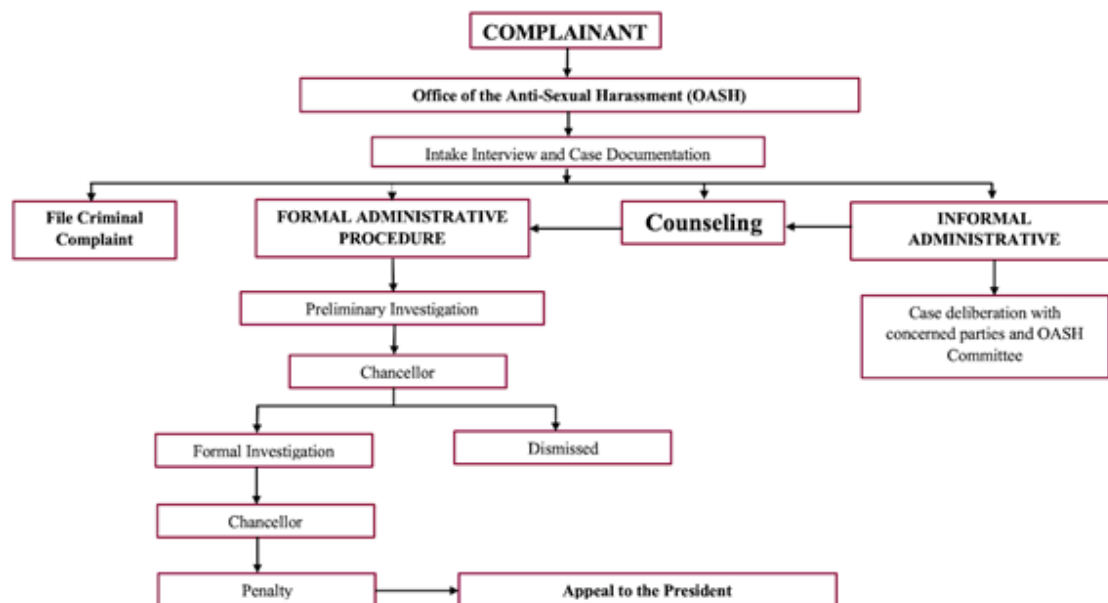 COMPLAINANT
Office of the Anti-Sexual Harassment (OASH)
Intake Interview and Case Documentation
File Criminal
Complaint
FORMAL ADMINISTRATIVE
PROCEDURE
Counseling
INFORMAL
ADMINISTRATIVE
Preliminary Investigation
Case deliberation with
concerned parties and OASH
Committee
Chancellor
Formal Investigation
Dismissed
Chancellor
Penalty
Appeal to the President